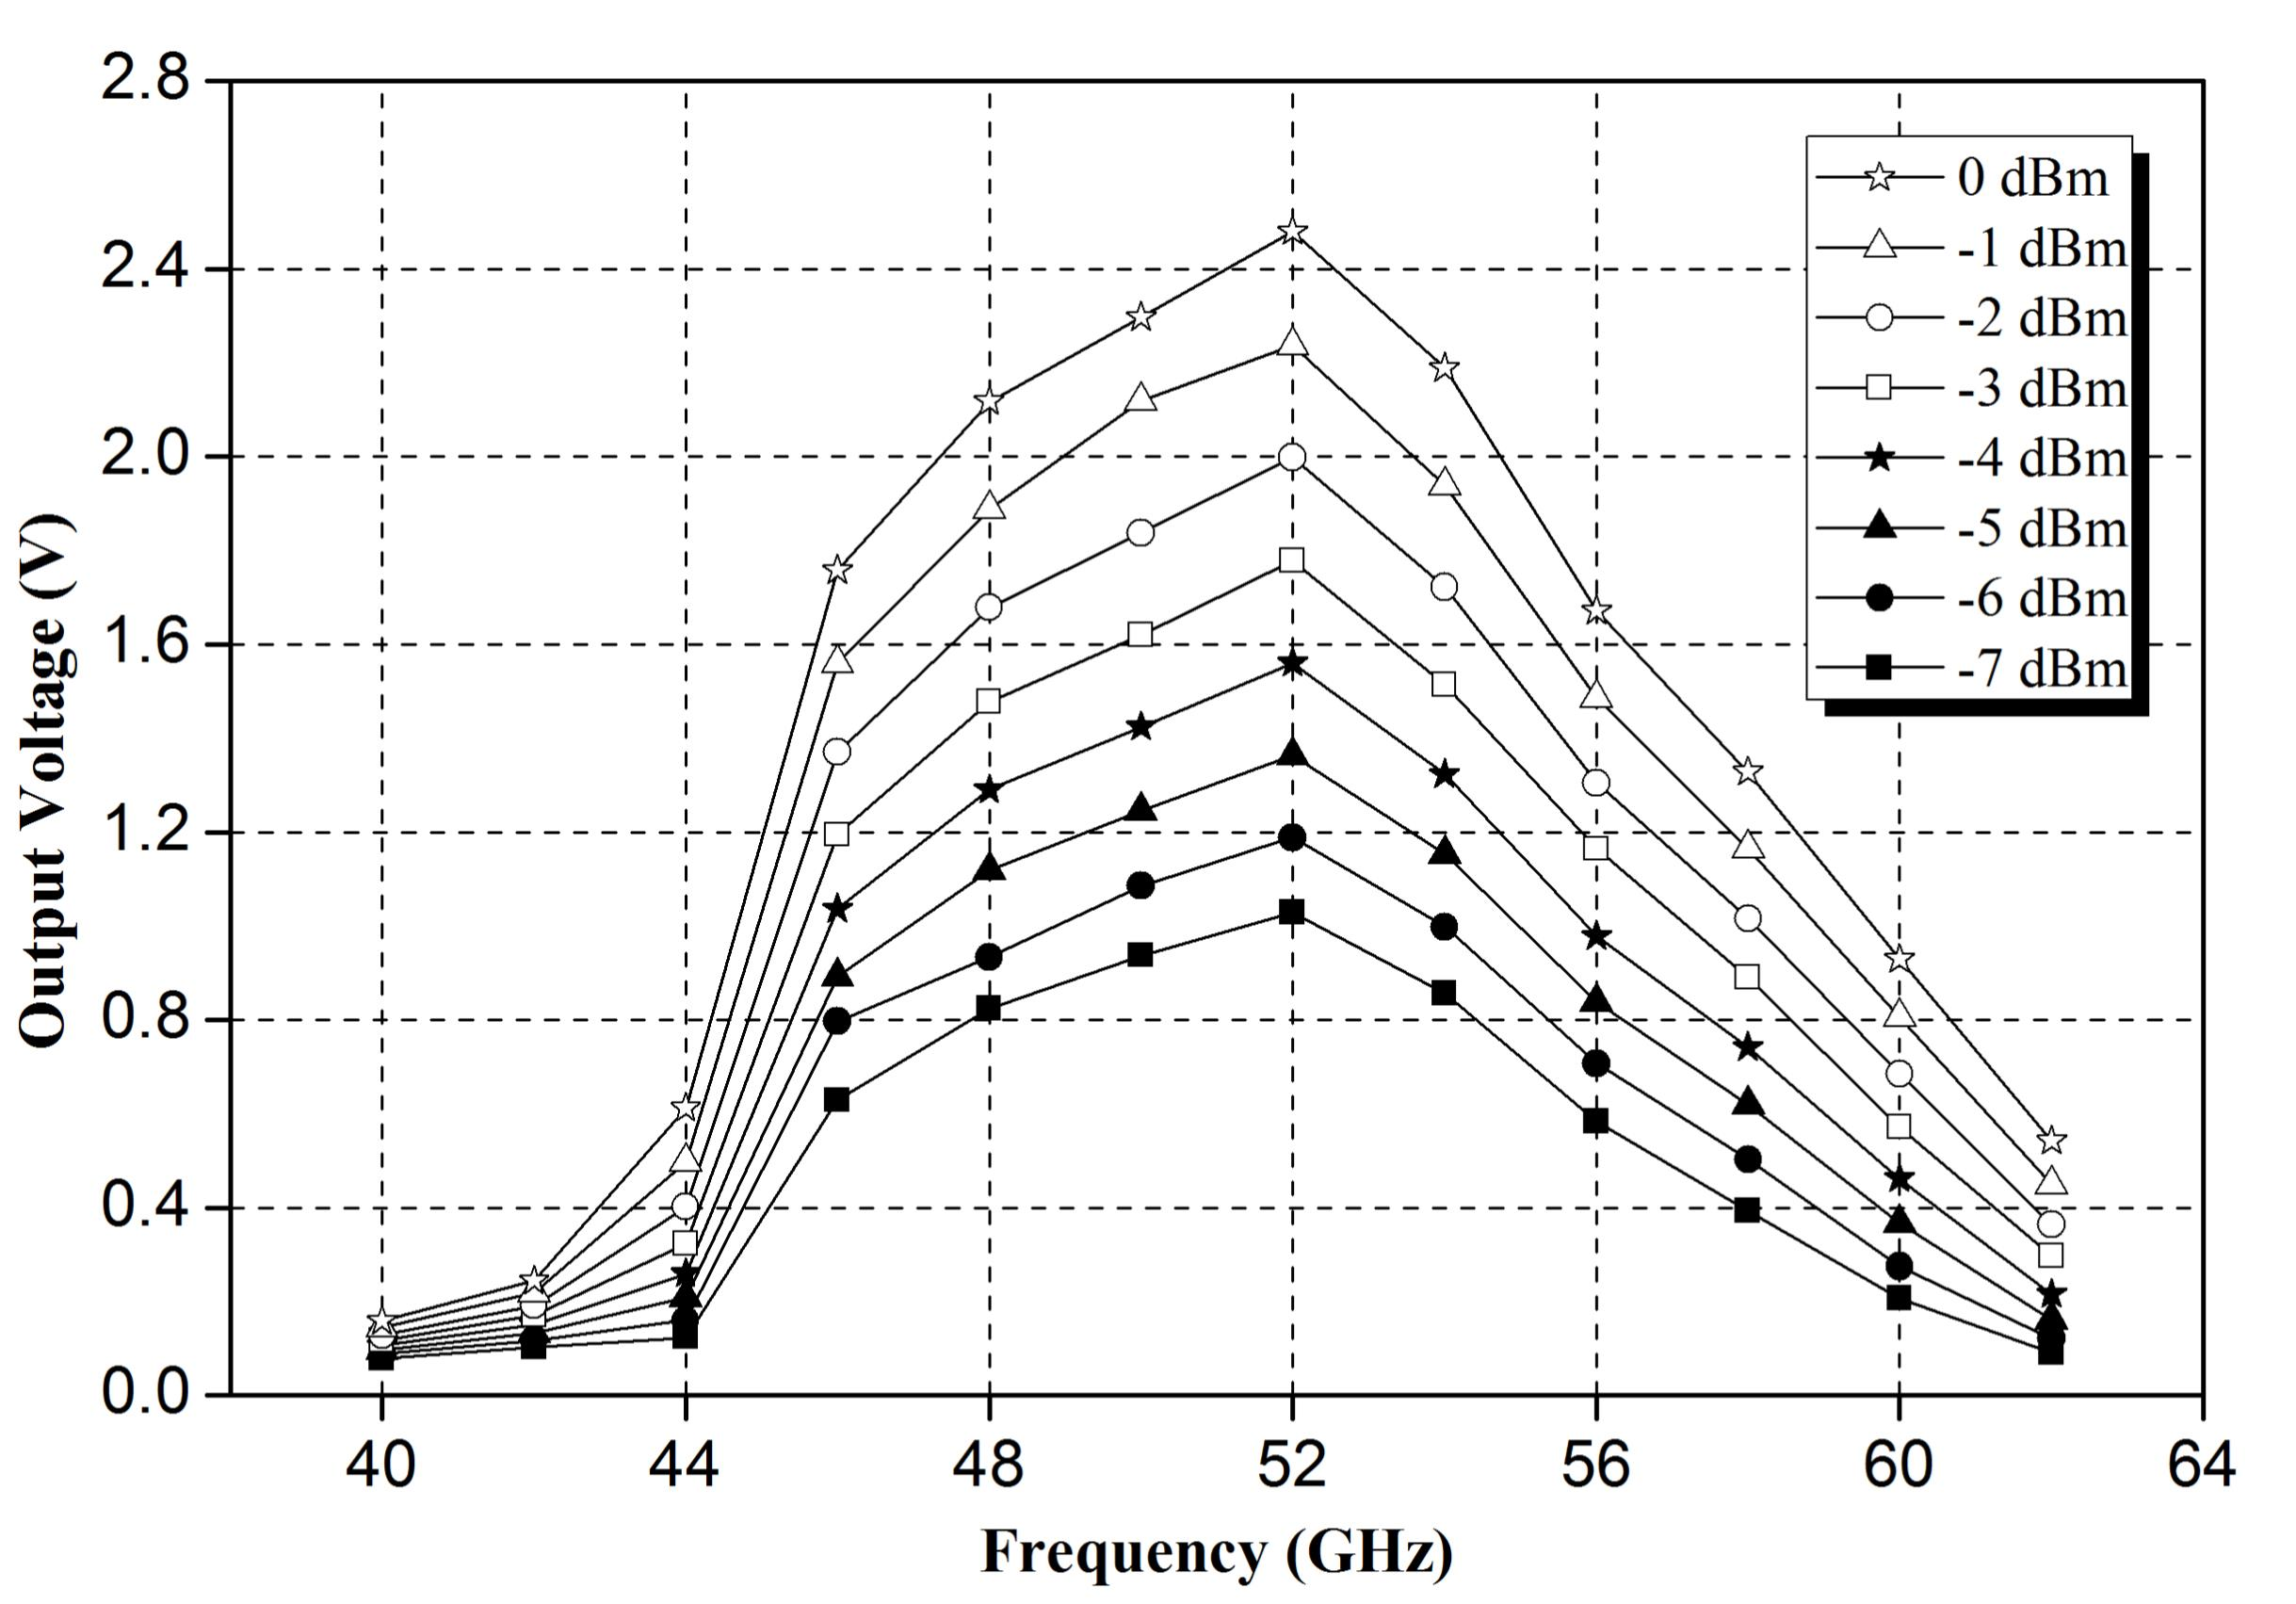 2.8
2.4
2.0
1.6
1.2
0.8
0.4
0.0
Output Voltage (V)
0 dBm
-1 dBm
-2 dBm
-3 dBm
-4 dBm
-5 dBm
-6 dBm
-7 dBm
40 44 48 52 56 60 64
Frequency (GHz)